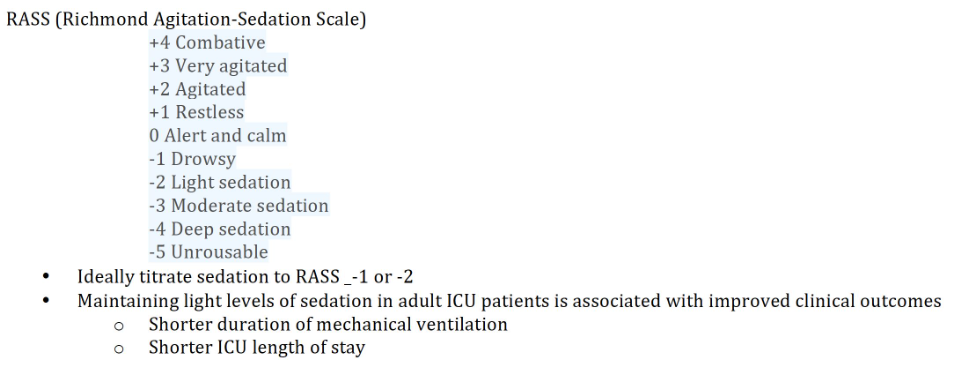 RASS (Richmond Agitation-Sedation Scale)
+4 Combative
+3 Very agitated
+2 Agitated
+1 Restless
0 Alert and calm
-1 Drowsy
-2 Light sedation
-3 Moderate sedation
-4 Deep sedation
-5 Unrousable
• Ideally titrate sedation to RASS _-1 or -2
• Maintaining light levels of sedation in adult ICU patients is associated with improved clinical outcomes
o Shorter duration of mechanical ventilation
o Shorter ICU length of stay